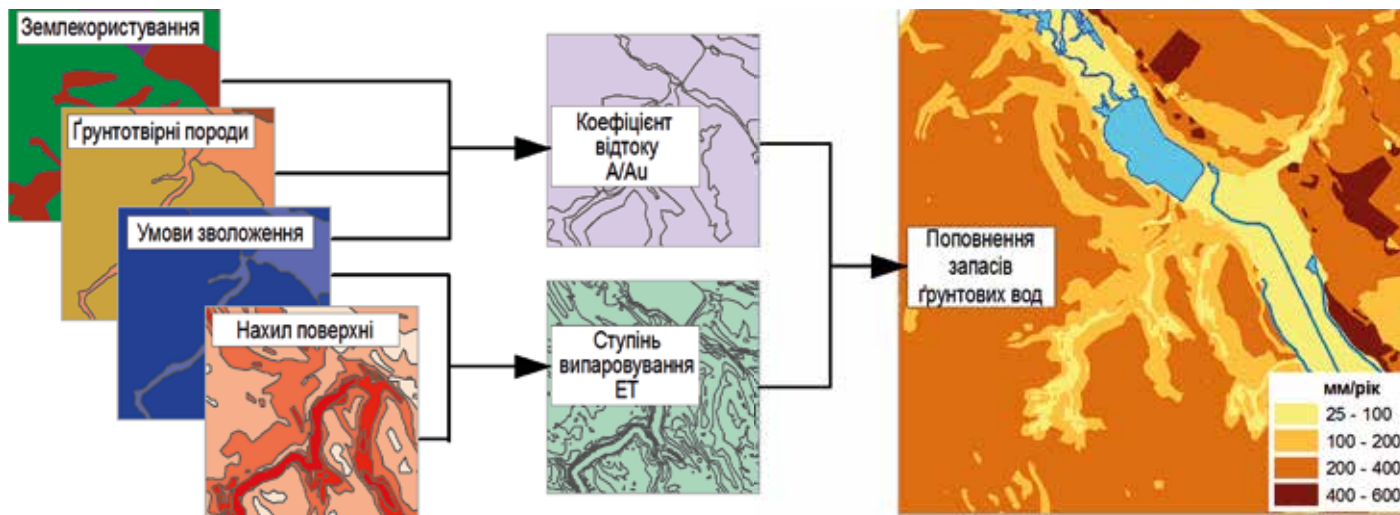 Землекористування
Ґрунтотвірні породи
Умови зволоження
Нахил поверхні
Коефіцієнт
відтоку
A/Au
Ступінь
випаровування
ET
Поповнення
запасів
ґрунтових вод
мм/рік
25 - 100
100 - 200
200 - 400
400 - 600